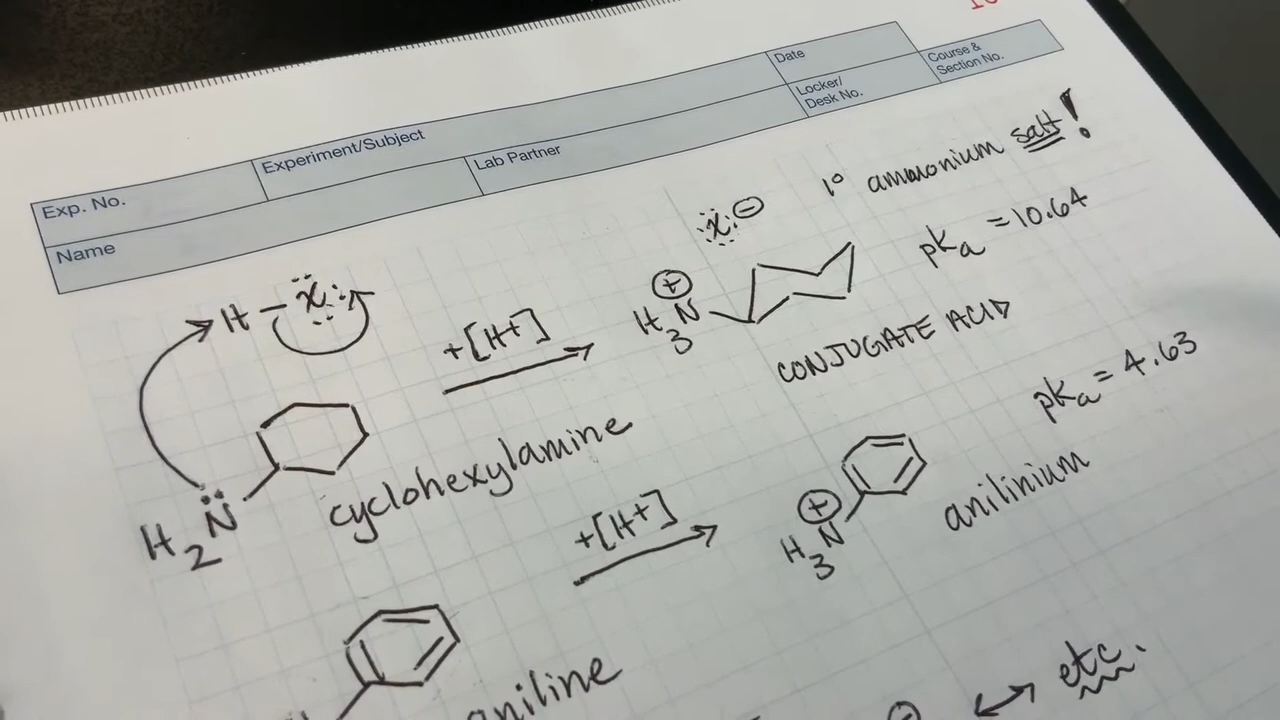 Exp. No.
Experiment/Subject
Date
Course &
Section No.
Name
Lab Partner
Locker/
Desk No.
1° ammonium salt!
:Ẍ: ⊖
pKa = 10.64
H – Ẍ:
+[H+]
H3N ⊕
CONJUGATE ACID
H2N̈
cyclohexylamine
pKa = 4.63
+[H+]
H3N ⊕
anilinium
aniline
↔ etc.